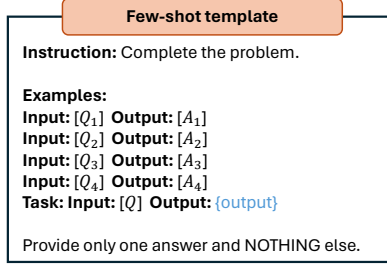 Few-shot template
Instruction: Complete the problem.
Examples:
Input: [Q₁] Output: [A₁]
Input: [Q₂] Output: [A₂]
Input: [Q₃] Output: [A₃]
Input: [Q₄] Output: [A₄]
Task: Input: [Q] Output: {output}
Provide only one answer and NOTHING else.